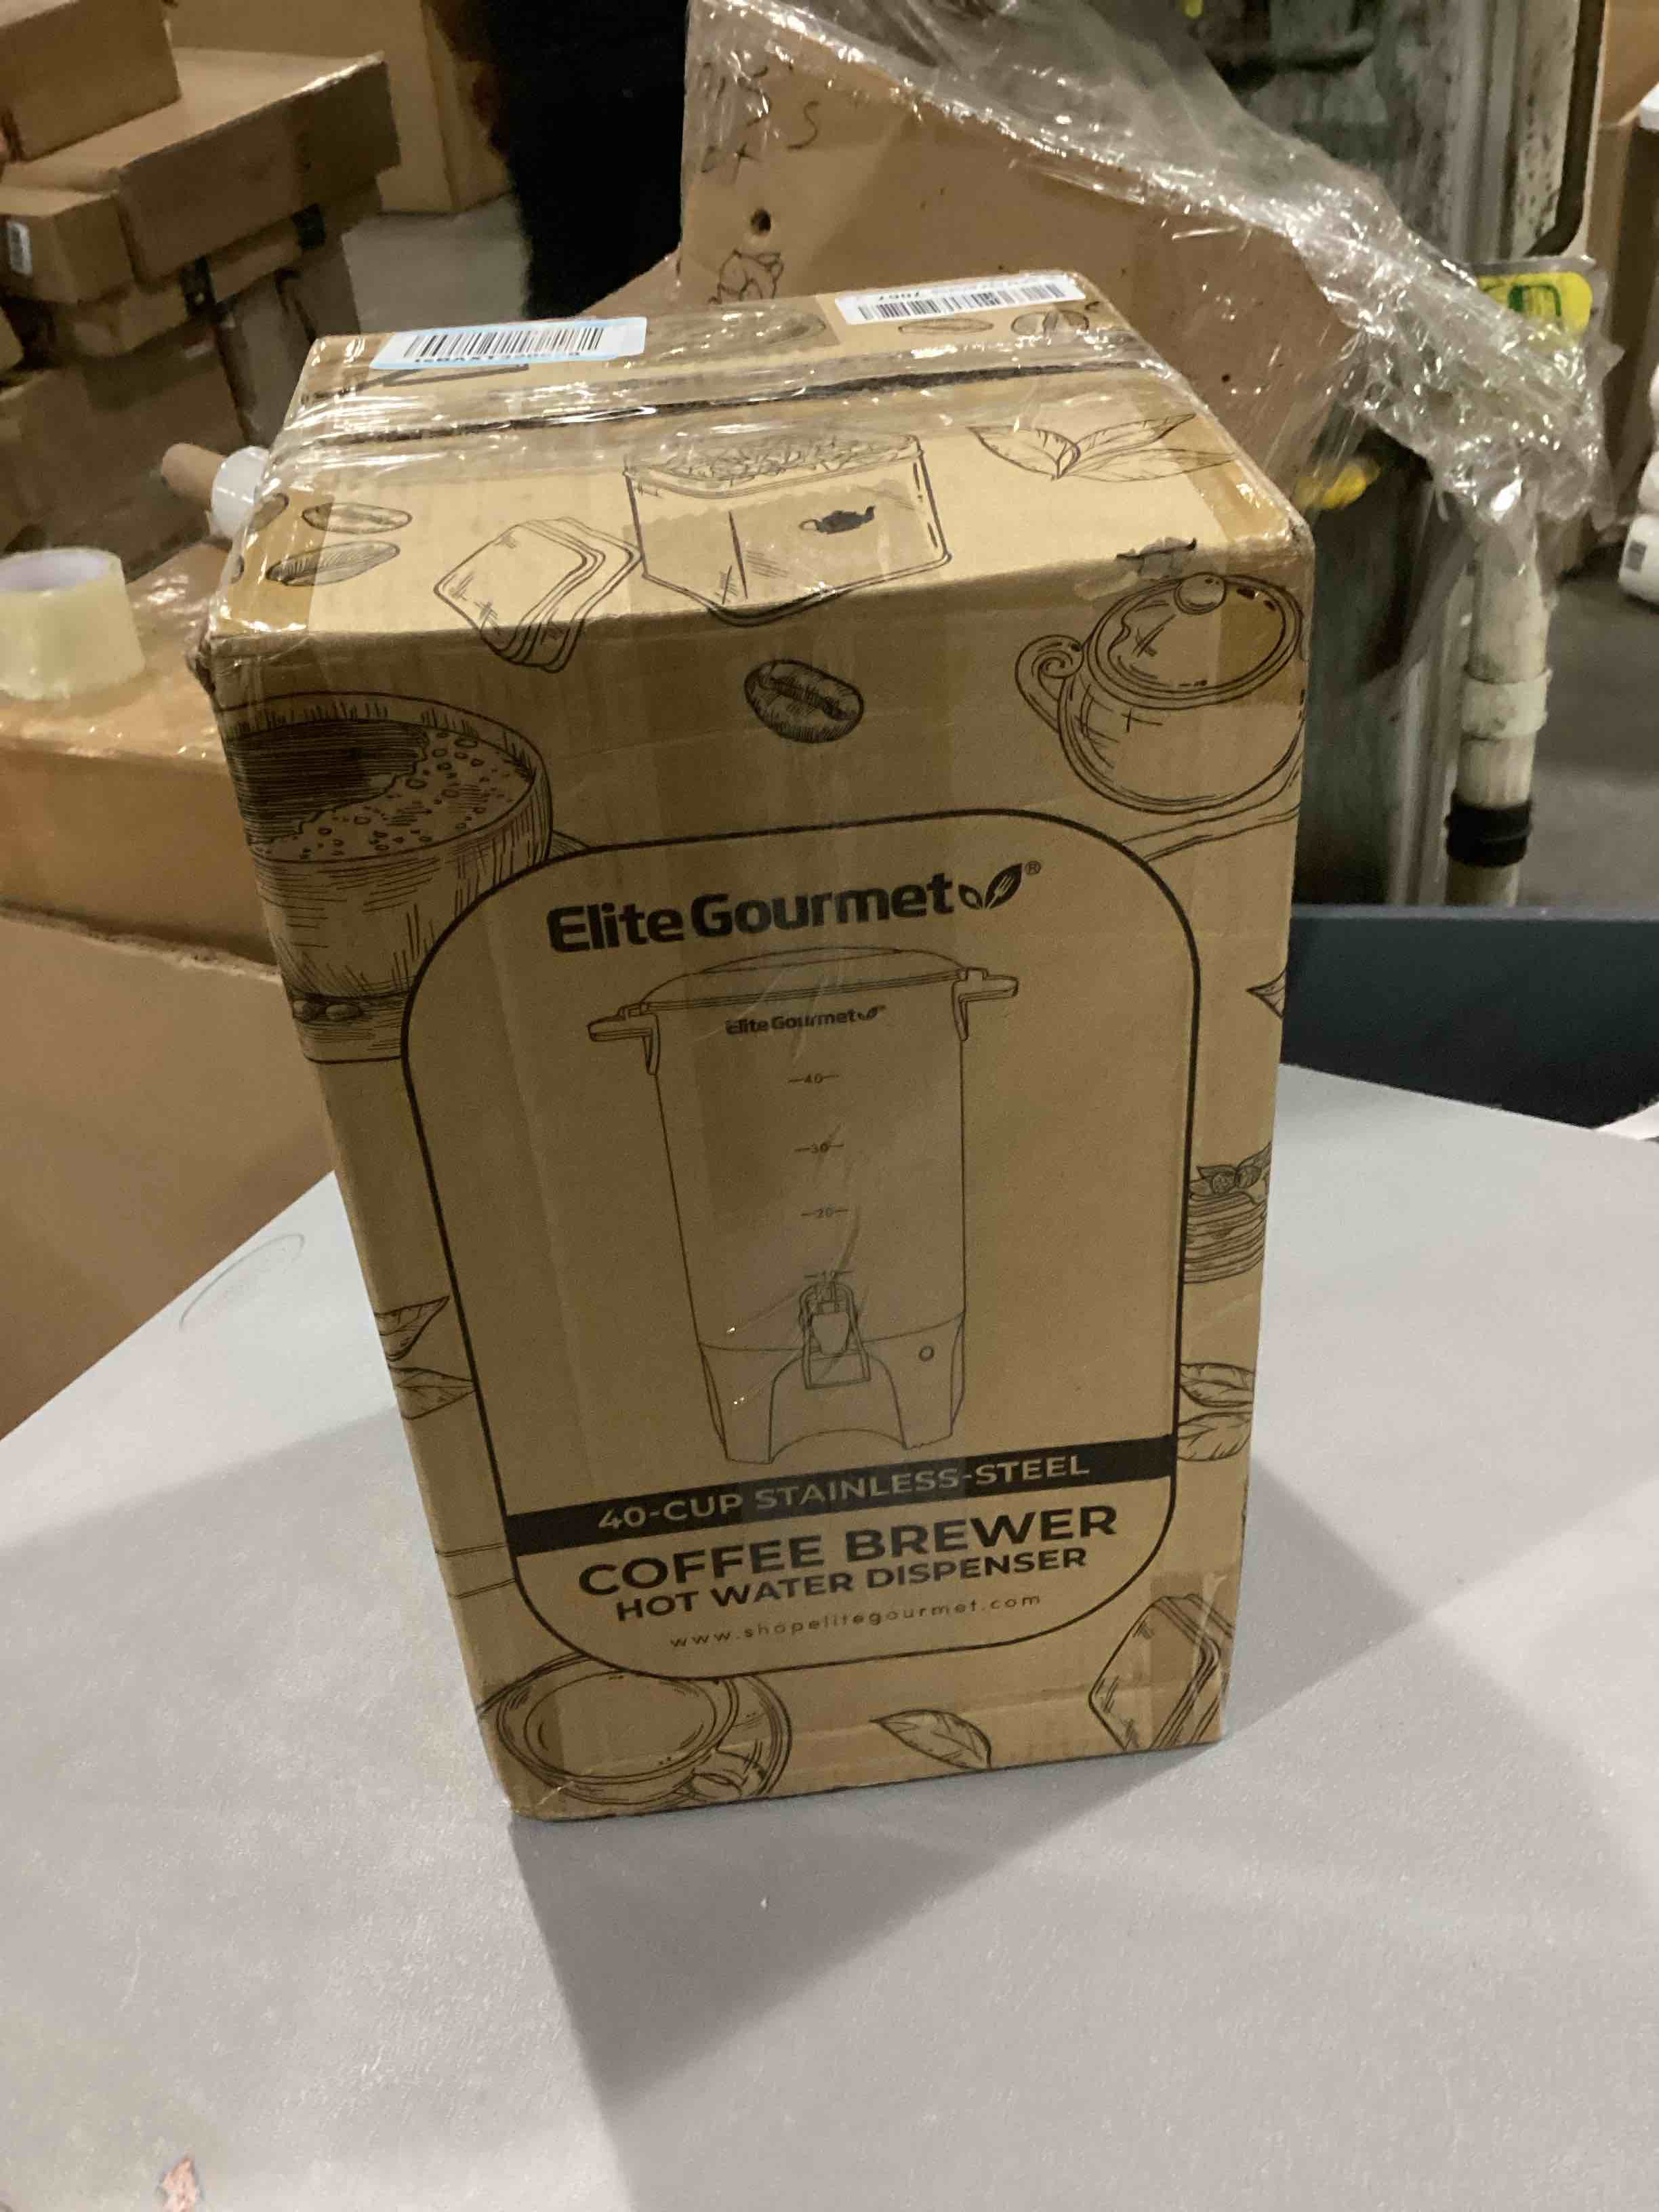 Elite Gourmet®
Elite Gourmet
40
30
20
10
40-CUP STAINLESS-STEEL
COFFEE BREWER
HOT WATER DISPENSER
www.shopelitegourmet.com